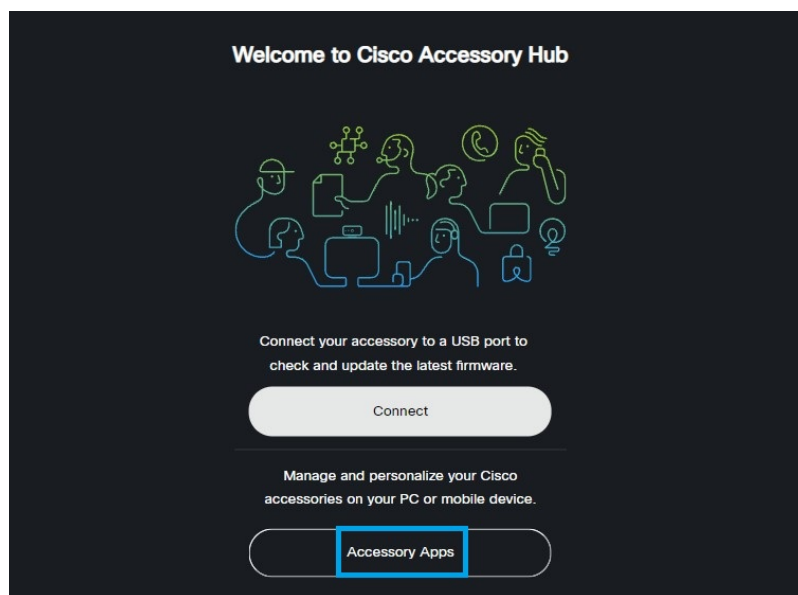 Welcome to Cisco Accessory Hub
Connect your accessory to a USB port to
check and update the latest firmware.
Connect
Manage and personalize your Cisco
accessories on your PC or mobile device.
Accessory Apps